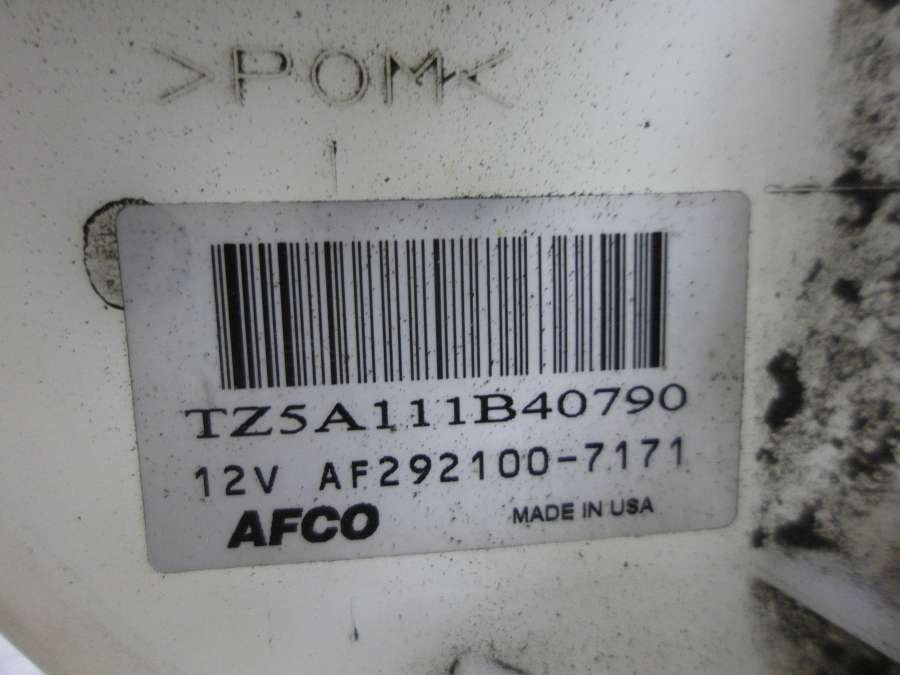 >POM<
TZ5A111B40790
12V AF292100-7171
AFCO MADE IN USA